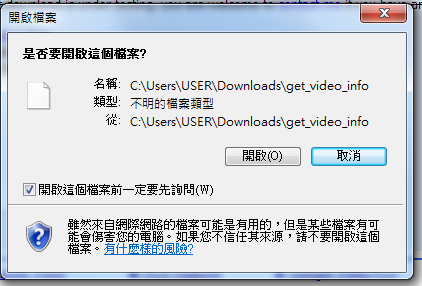 開啟檔案
是否要開啟這個檔案?
名稱: C:\Users\USER\Downloads\get_video_info
類型: 不明的檔案類型
從: C:\Users\USER\Downloads\get_video_info
開啟(O) 取消
開啟這個檔案前一定要先詢問(W)
雖然來自網際網路的檔案可能是有用的，但是某些檔案有可
能會傷害您的電腦。如果您不信任其來源，請不要開啟這個
檔案。有什麼樣的風險?